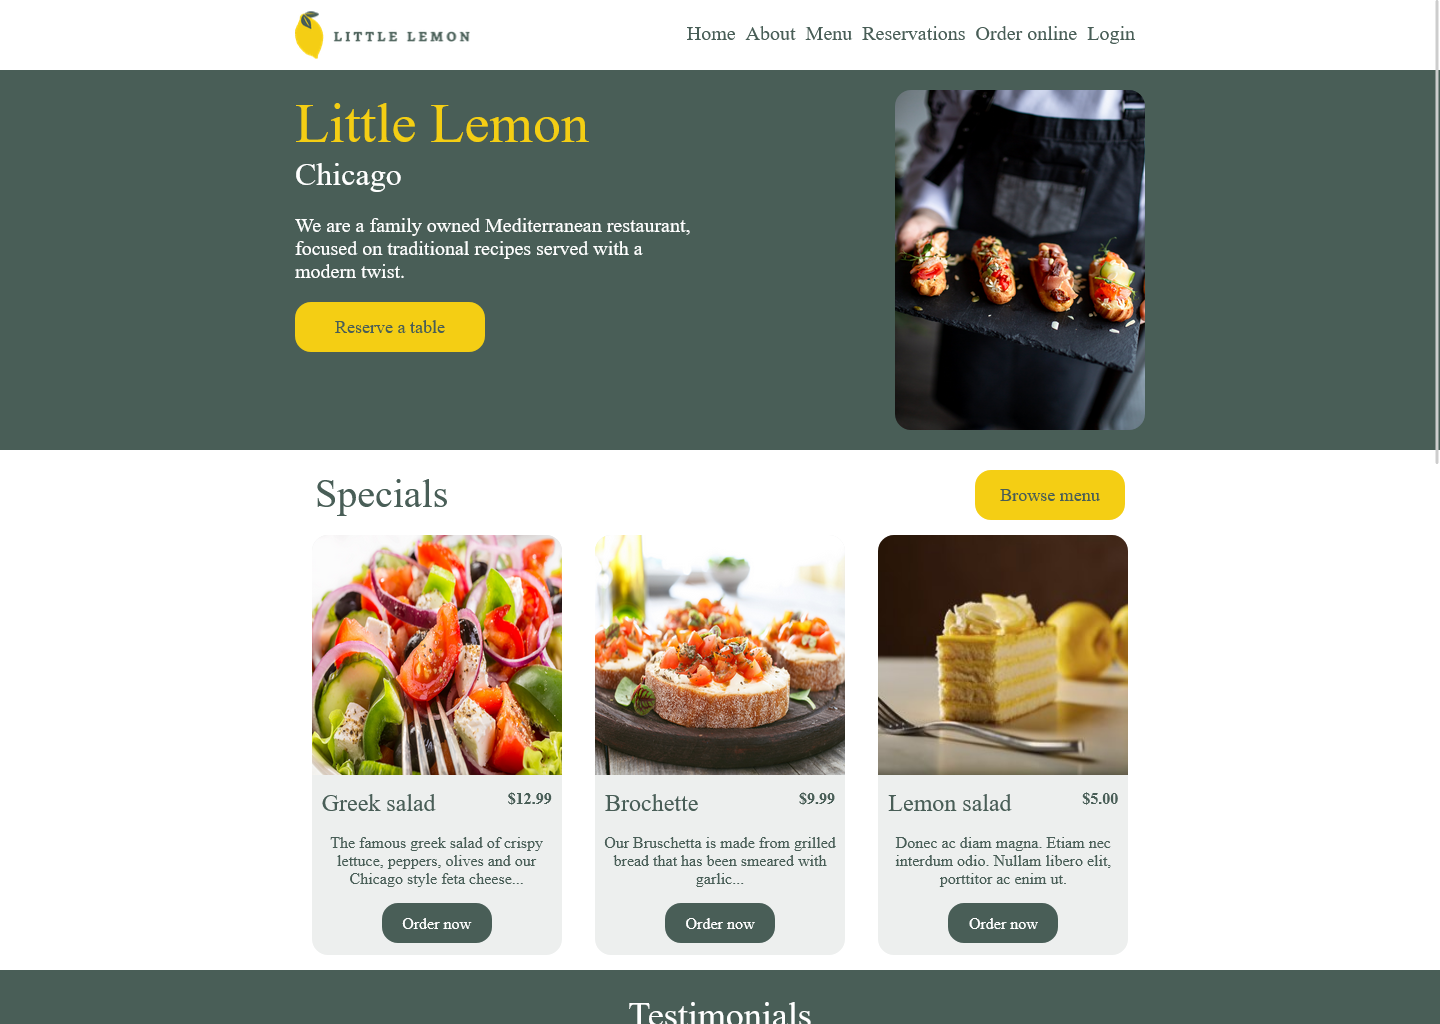 LITTLE LEMON
Home About Menu Reservations Order online Login
Little Lemon
Chicago
We are a family owned Mediterranean restaurant,
focused on traditional recipes served with a
modern twist.
Reserve a table
Specials
Browse menu
Greek salad
$12.99
The famous greek salad of crispy
lettuce, peppers, olives and our
Chicago style feta cheese...
Order now
Brochette
$9.99
Our Bruschetta is made from grilled
bread that has been smeared with
garlic...
Order now
Lemon salad
$5.00
Donec ac diam magna. Etiam nec
interdum odio. Nullam libero elit,
porttitor ac enim ut.
Order now
Testimonials